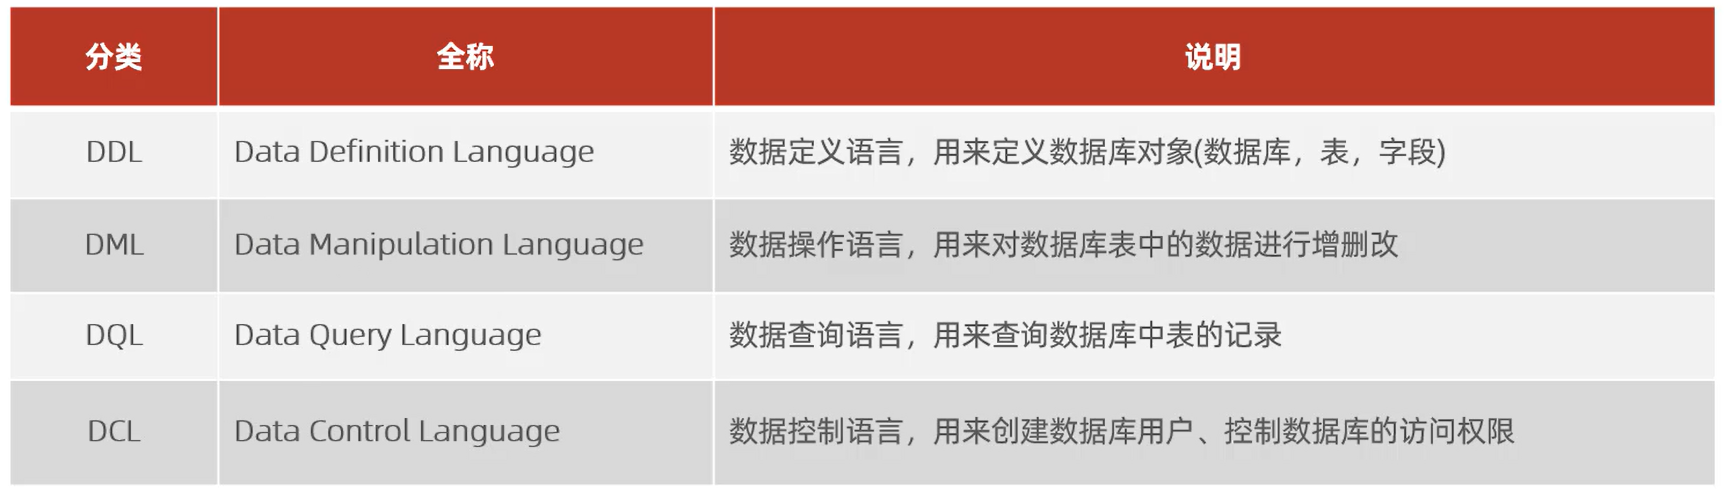 分类 全称 说明
DDL Data Definition Language 数据定义语言，用来定义数据库对象(数据库，表，字段)
DML Data Manipulation Language 数据操作语言，用来对数据库表中的数据进行增删改
DQL Data Query Language 数据查询语言，用来查询数据库中表的记录
DCL Data Control Language 数据控制语言，用来创建数据库用户、控制数据库的访问权限